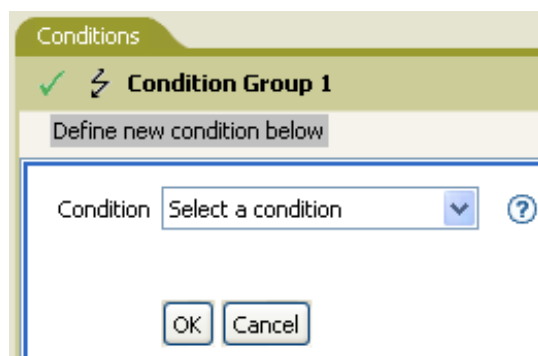 Conditions
Condition Group 1
Define new condition below
Condition Select a condition ?
OK Cancel